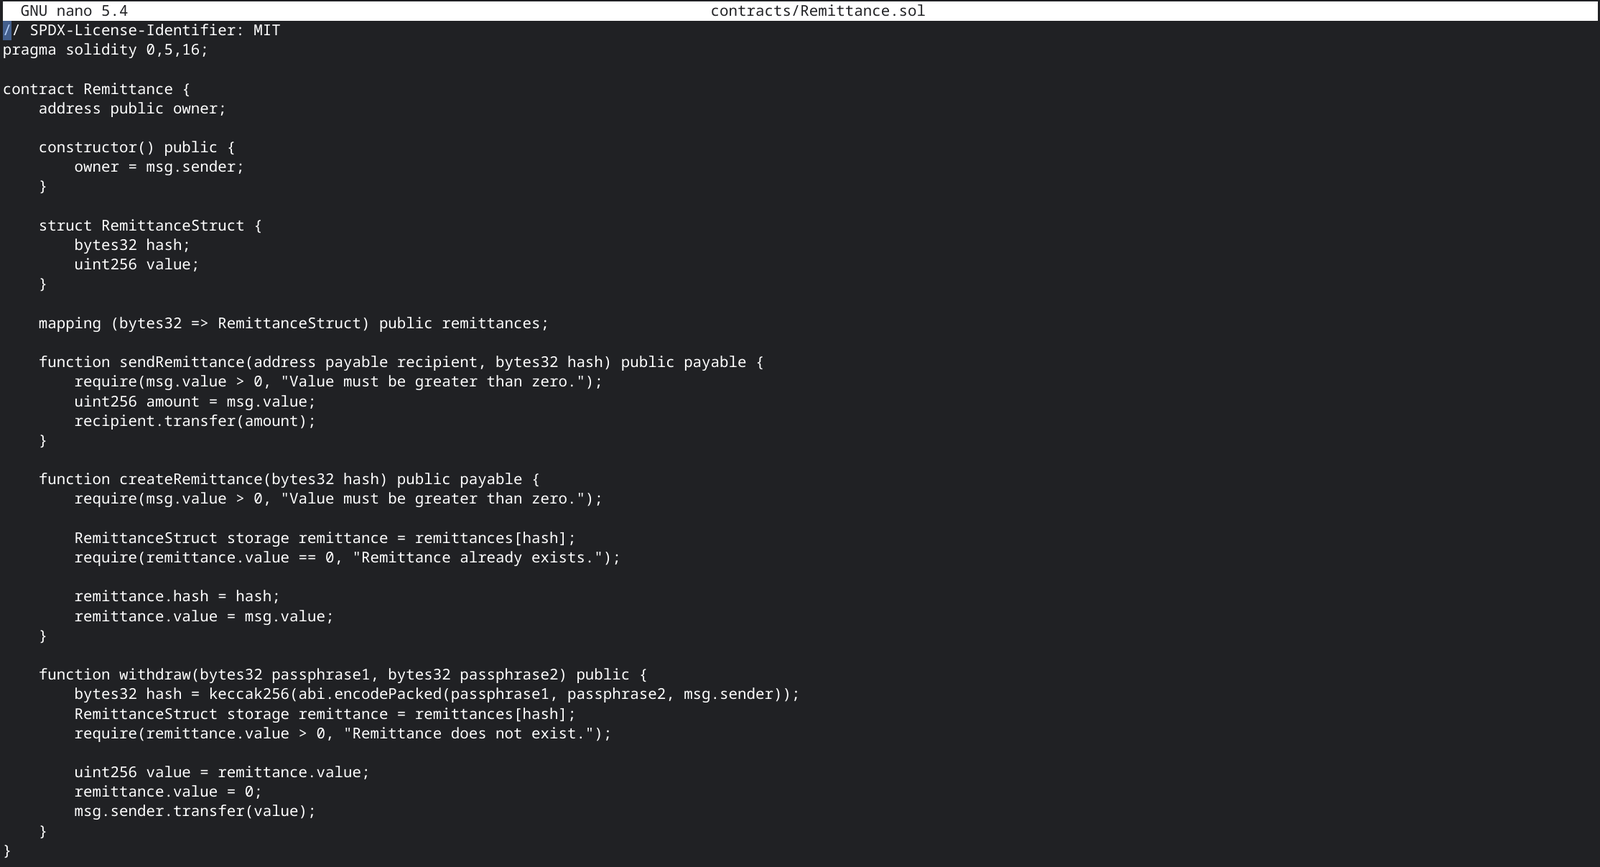 GNU nano 5.4 contracts/Remittance.sol
// SPDX-License-Identifier: MIT
pragma solidity 0,5,16;

contract Remittance {
    address public owner;

    constructor() public {
        owner = msg.sender;
    }

    struct RemittanceStruct {
        bytes32 hash;
        uint256 value;
    }

    mapping (bytes32 => RemittanceStruct) public remittances;

    function sendRemittance(address payable recipient, bytes32 hash) public payable {
        require(msg.value > 0, "Value must be greater than zero.");
        uint256 amount = msg.value;
        recipient.transfer(amount);
    }

    function createRemittance(bytes32 hash) public payable {
        require(msg.value > 0, "Value must be greater than zero.");

        RemittanceStruct storage remittance = remittances[hash];
        require(remittance.value == 0, "Remittance already exists.");

        remittance.hash = hash;
        remittance.value = msg.value;
    }

    function withdraw(bytes32 passphrase1, bytes32 passphrase2) public {
        bytes32 hash = keccak256(abi.encodePacked(passphrase1, passphrase2, msg.sender));
        RemittanceStruct storage remittance = remittances[hash];
        require(remittance.value > 0, "Remittance does not exist.");

        uint256 value = remittance.value;
        remittance.value = 0;
        msg.sender.transfer(value);
    }
}